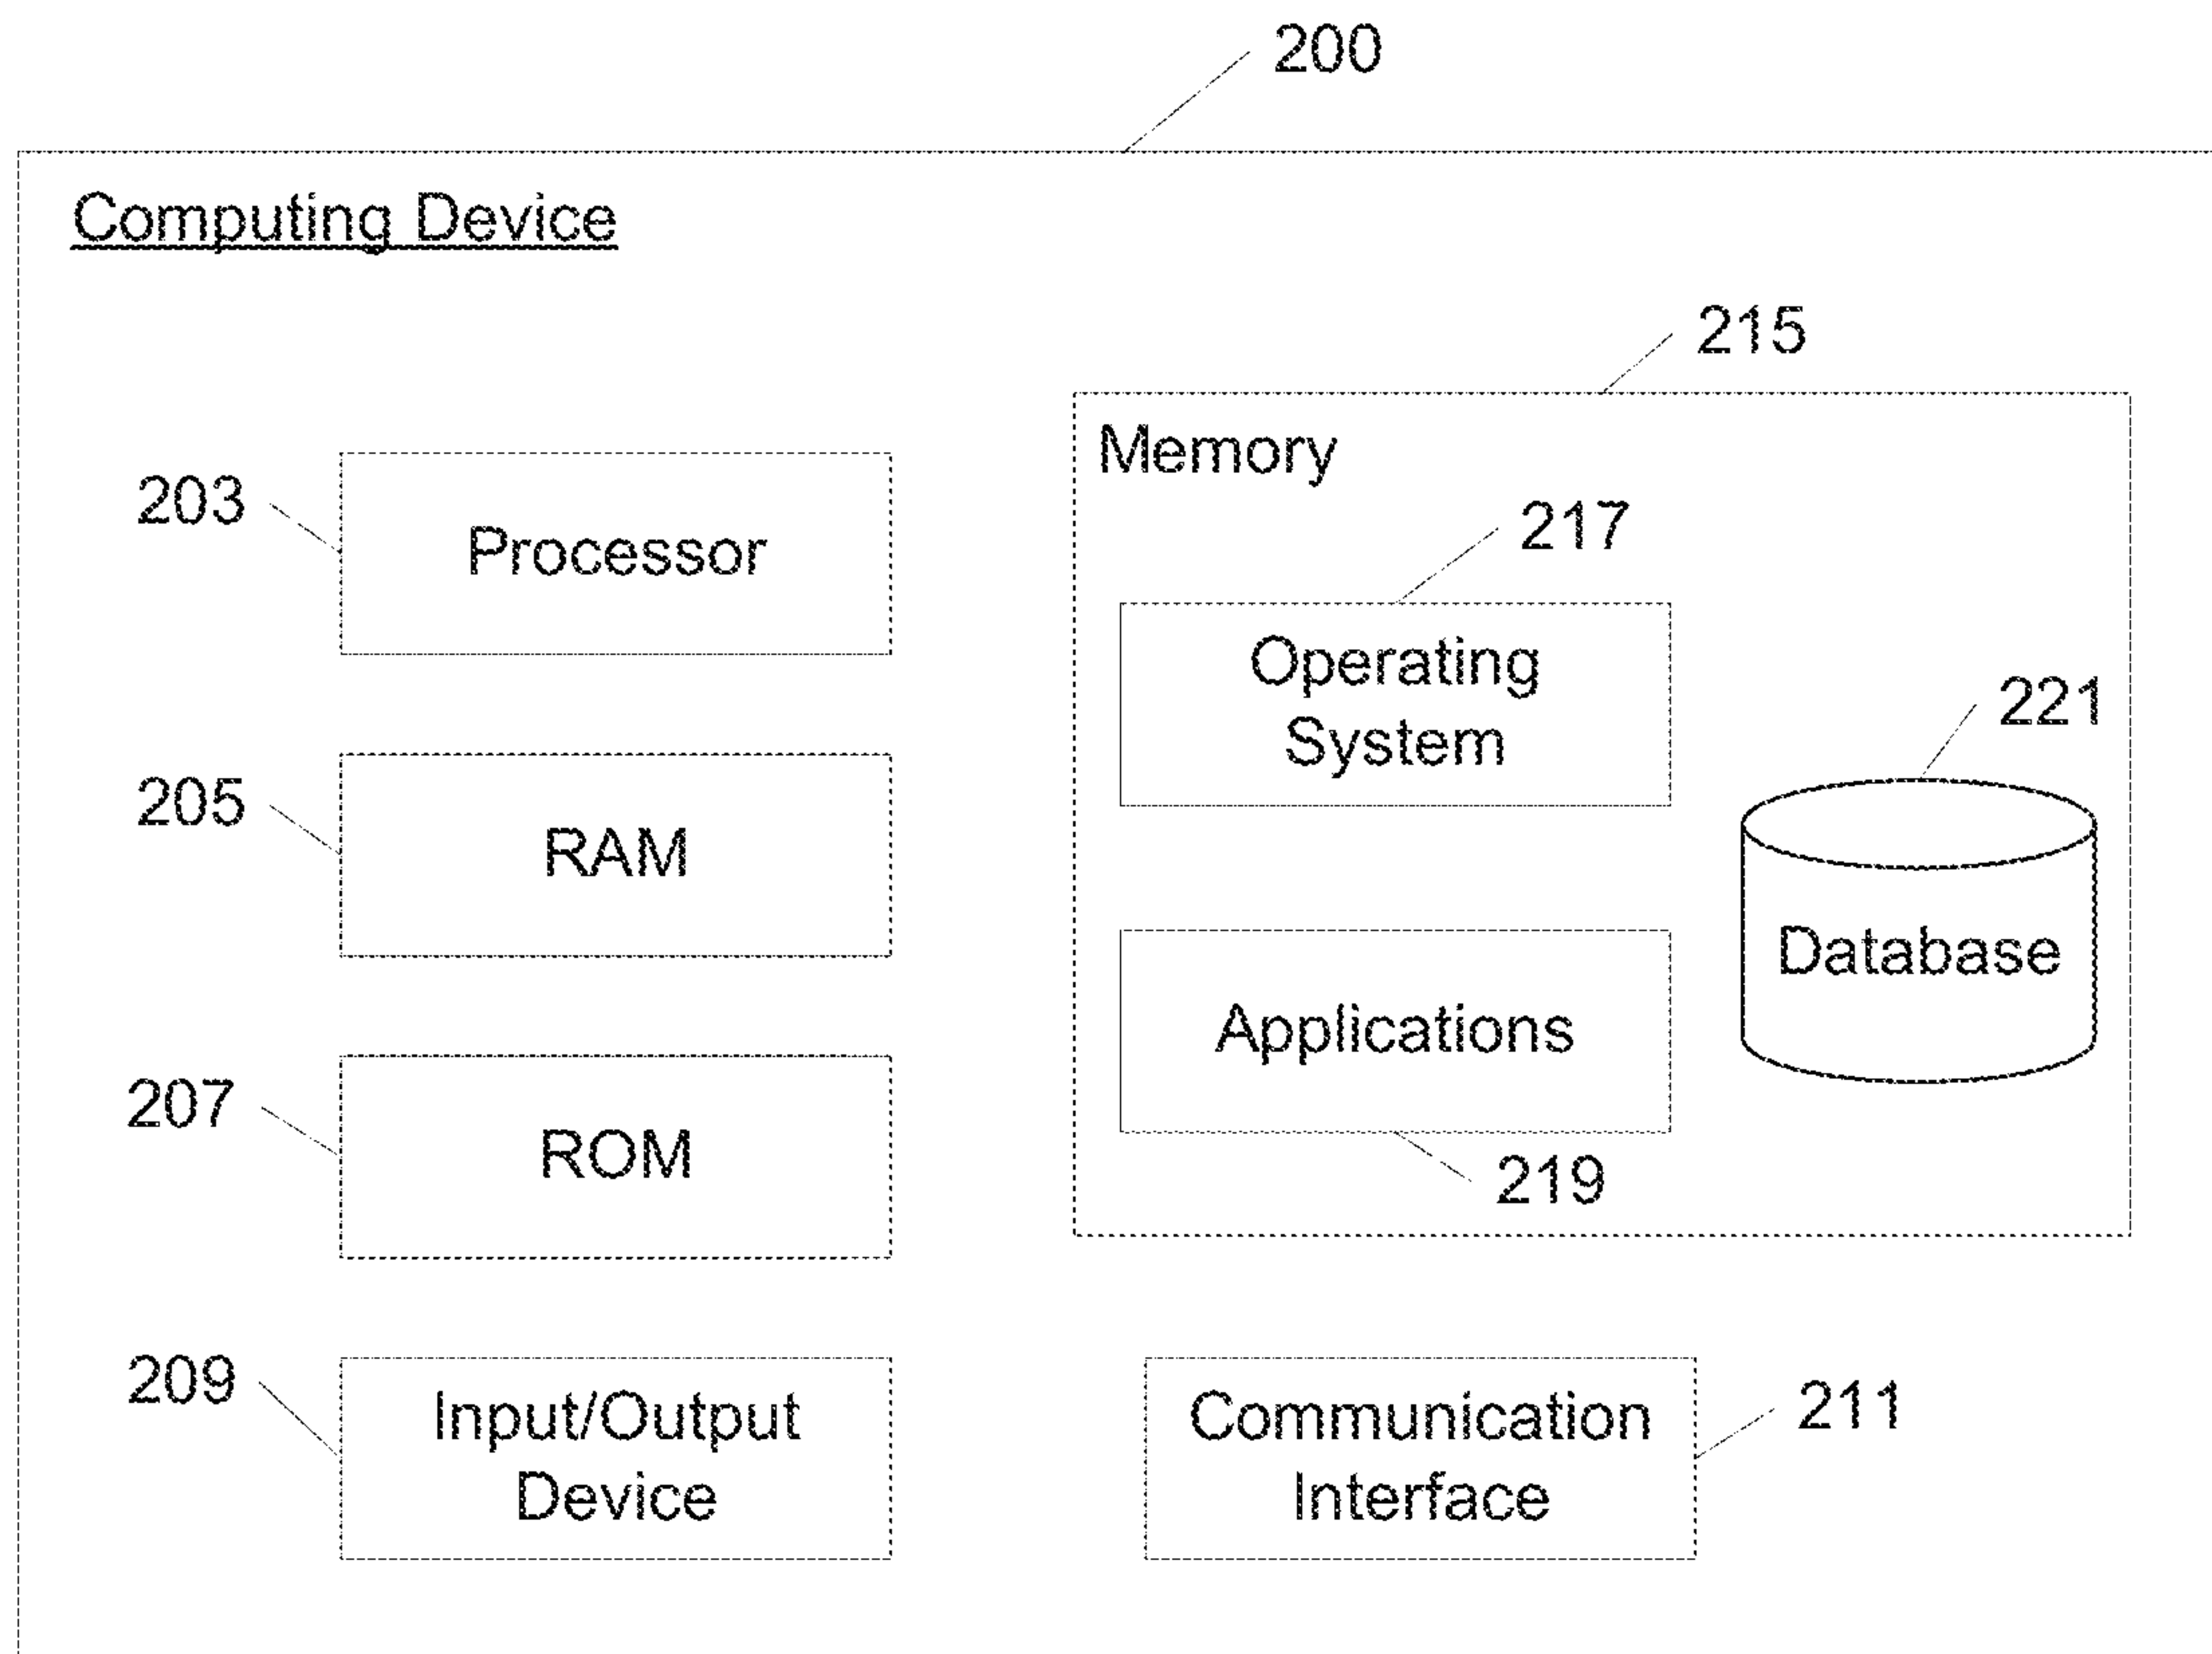 200
Computing Device
215
Memory
203
Processor
217
Operating
System
221
205
RAM
Database
Applications
207
ROM
219
209
Input/Output
Device
Communication
Interface
211